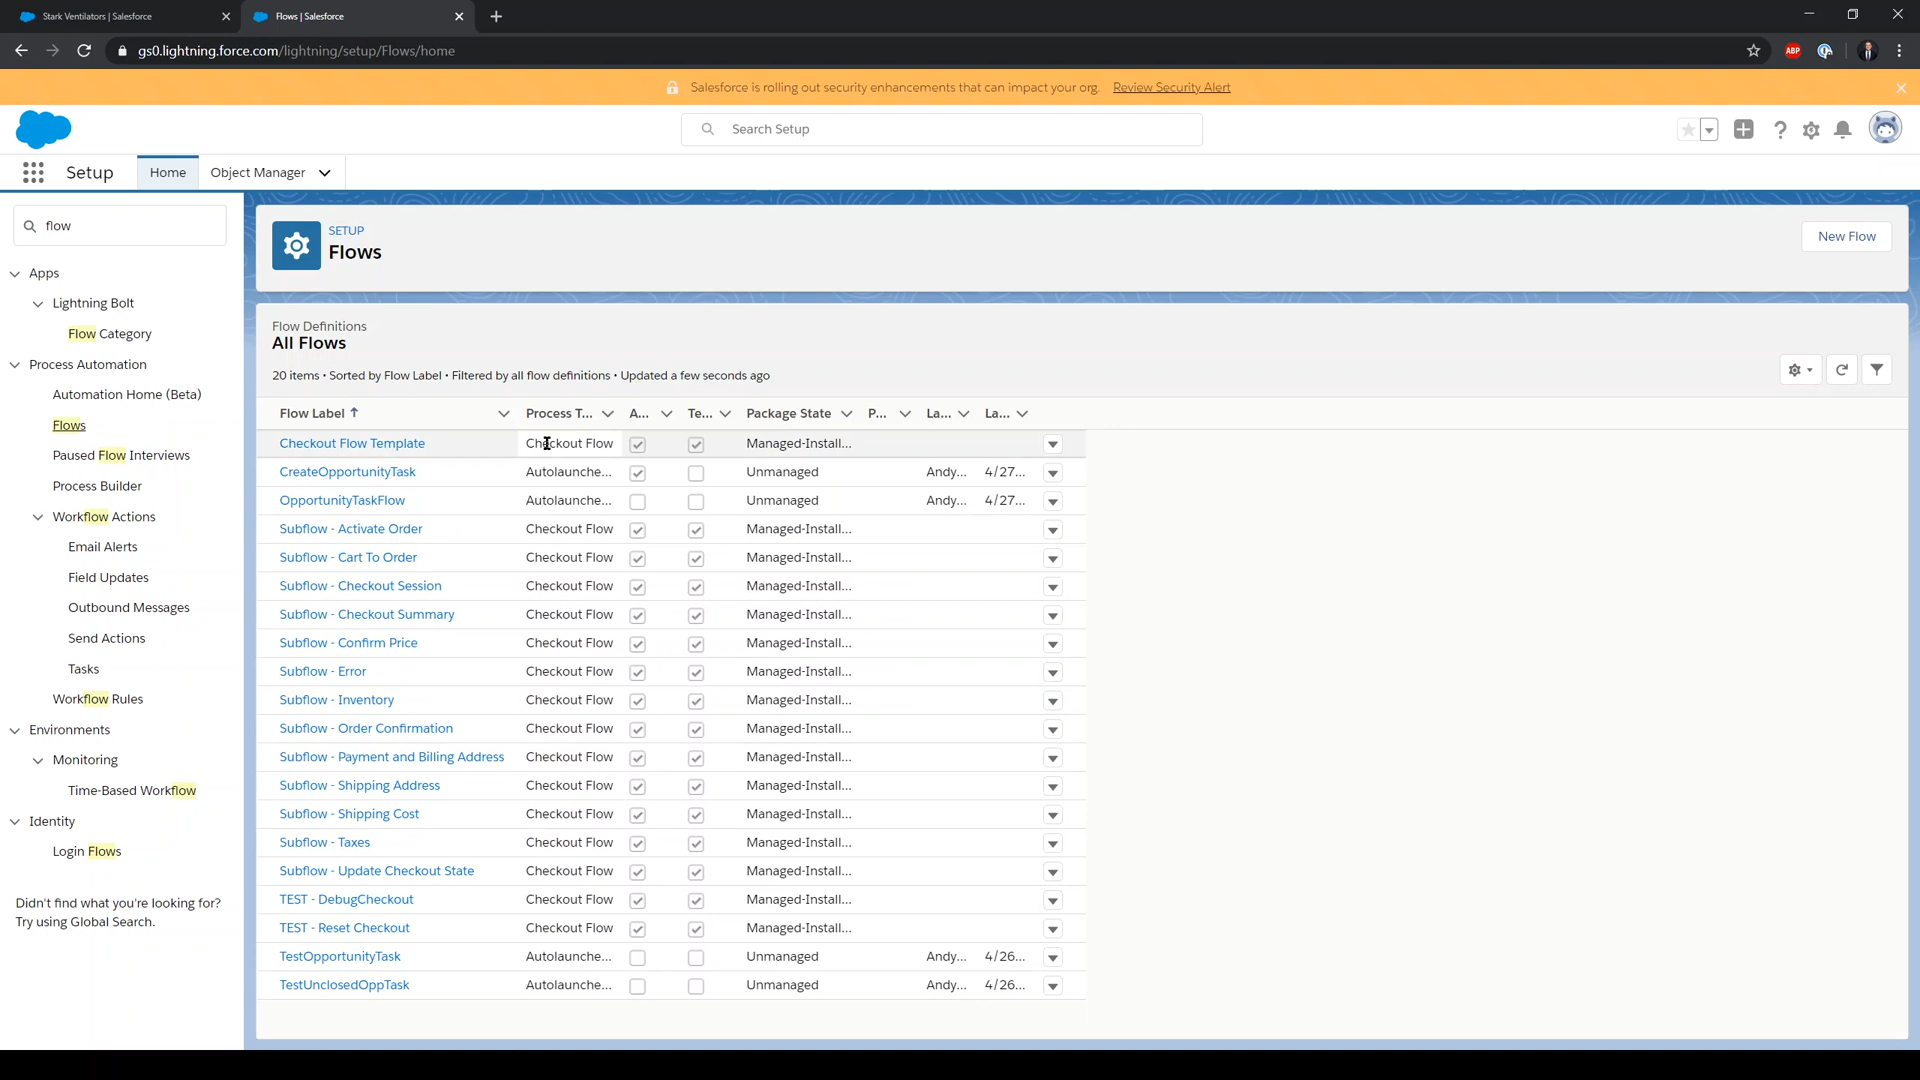 Stark Ventilators | Salesforce
Flows | Salesforce
gs0.lightning.force.com/lightning/setup/Flows/home
ABP
Salesforce is rolling out security enhancements that can impact your org. Review Security Alert
Search Setup
Setup
Home
Object Manager
flow
Apps
Lightning Bolt
Flow Category
Process Automation
Automation Home (Beta)
Flows
Paused Flow Interviews
Process Builder
Workflow Actions
Email Alerts
Field Updates
Outbound Messages
Send Actions
Tasks
Workflow Rules
Environments
Monitoring
Time-Based Workflow
Identity
Login Flows
Didn't find what you're looking for?
Try using Global Search.
SETUP
Flows
New Flow
Flow Definitions
All Flows
20 items • Sorted by Flow Label • Filtered by all flow definitions • Updated a few seconds ago
Flow Label Process T... A... Te... Package State P... La... La...
Checkout Flow Template Checkout Flow Managed-Install...
CreateOpportunityTask Autolaunche... Unmanaged Andy... 4/27...
OpportunityTaskFlow Autolaunche... Unmanaged Andy... 4/27...
Subflow - Activate Order Checkout Flow Managed-Install...
Subflow - Cart To Order Checkout Flow Managed-Install...
Subflow - Checkout Session Checkout Flow Managed-Install...
Subflow - Checkout Summary Checkout Flow Managed-Install...
Subflow - Confirm Price Checkout Flow Managed-Install...
Subflow - Error Checkout Flow Managed-Install...
Subflow - Inventory Checkout Flow Managed-Install...
Subflow - Order Confirmation Checkout Flow Managed-Install...
Subflow - Payment and Billing Address Checkout Flow Managed-Install...
Subflow - Shipping Address Checkout Flow Managed-Install...
Subflow - Shipping Cost Checkout Flow Managed-Install...
Subflow - Taxes Checkout Flow Managed-Install...
Subflow - Update Checkout State Checkout Flow Managed-Install...
TEST - DebugCheckout Checkout Flow Managed-Install...
TEST - Reset Checkout Checkout Flow Managed-Install...
TestOpportunityTask Autolaunche... Unmanaged Andy... 4/26...
TestUnclosedOppTask Autolaunche... Unmanaged Andy... 4/26...